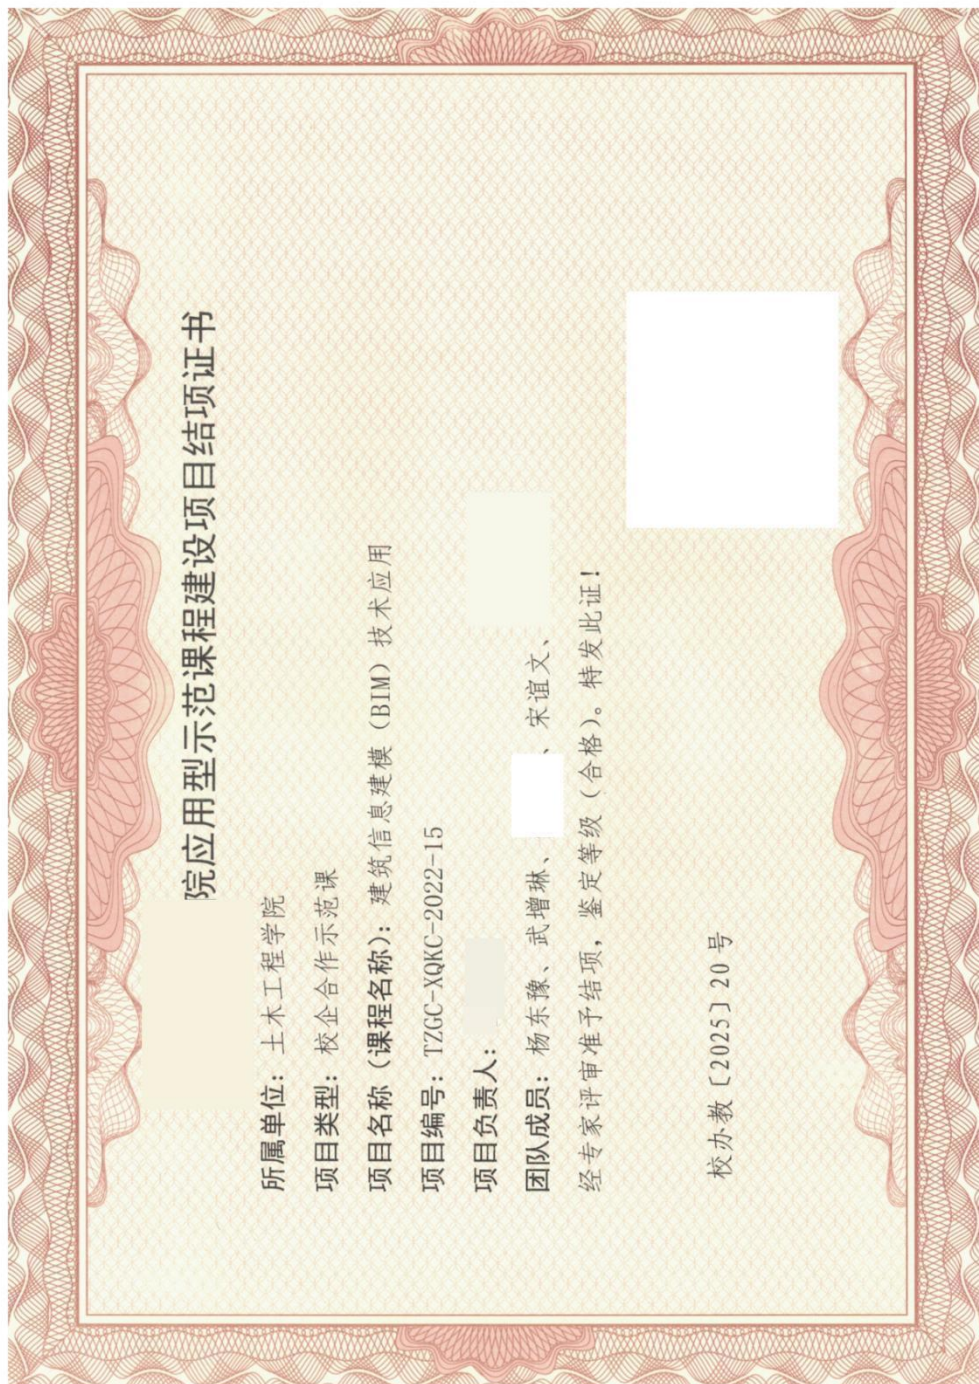 院应用型示范课程建设项目结项证书
所属单位：土木工程学院
项目类型：校企合作示范课
项目名称（课程名称）：建筑信息建模（BIM）技术应用
项目编号：TZGC-XQKC-2022-15
项目负责人：
团队成员：杨东豫、武增琳、、宋谊文、
经专家评审准予结项，鉴定等级（合格）。特发此证！
校办教〔2025〕20号